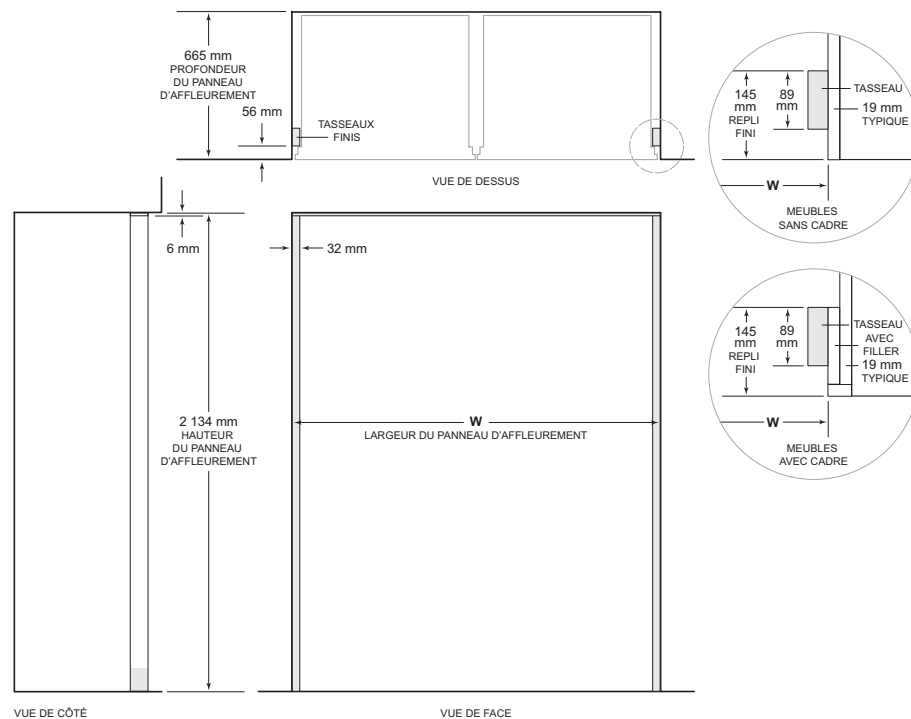 665 mm
PROFONDEUR
DU PANNEAU
D'AFFLEUREMENT
56 mm
TASSEAUX
FINIS
VUE DE DESSUS
145
mm
REPLI
FINI
89
mm
TASSEAU
19 mm
TYPIQUE
W
MEUBLES
SANS CADRE
6 mm
32 mm
2 134 mm
HAUTEUR
DU PANNEAU
D'AFFLEUREMENT
W
LARGEUR DU PANNEAU D'AFFLEUREMENT
145
mm
REPLI
FINI
89
mm
TASSEAU
AVEC
FILLER
19 mm
TYPIQUE
W
MEUBLES
AVEC CADRE
VUE DE CÔTÉ
VUE DE FACE